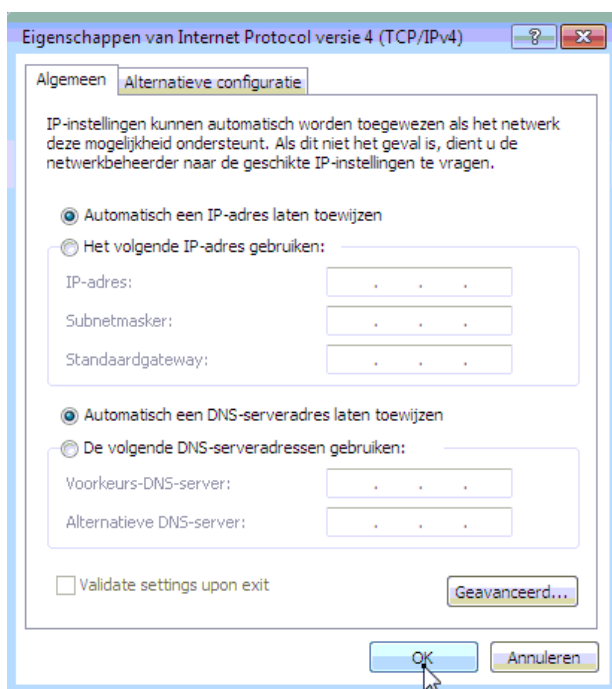 Eigenschappen van Internet Protocol versie 4 (TCP/IPv4)
Algemeen
Alternatieve configuratie
IP-instellingen kunnen automatisch worden toegewezen als het netwerk
deze mogelijkheid ondersteunt. Als dit niet het geval is, dient u de
netwerkbeheerder naar de geschikte IP-instellingen te vragen.
Automatisch een IP-adres laten toewijzen
Het volgende IP-adres gebruiken:
IP-adres:
Subnetmasker:
Standaardgateway:
Automatisch een DNS-serveradres laten toewijzen
De volgende DNS-serveradressen gebruiken:
Voorkeurs-DNS-server:
Alternatieve DNS-server:
Validate settings upon exit
Geavanceerd...
OK
Annuleren